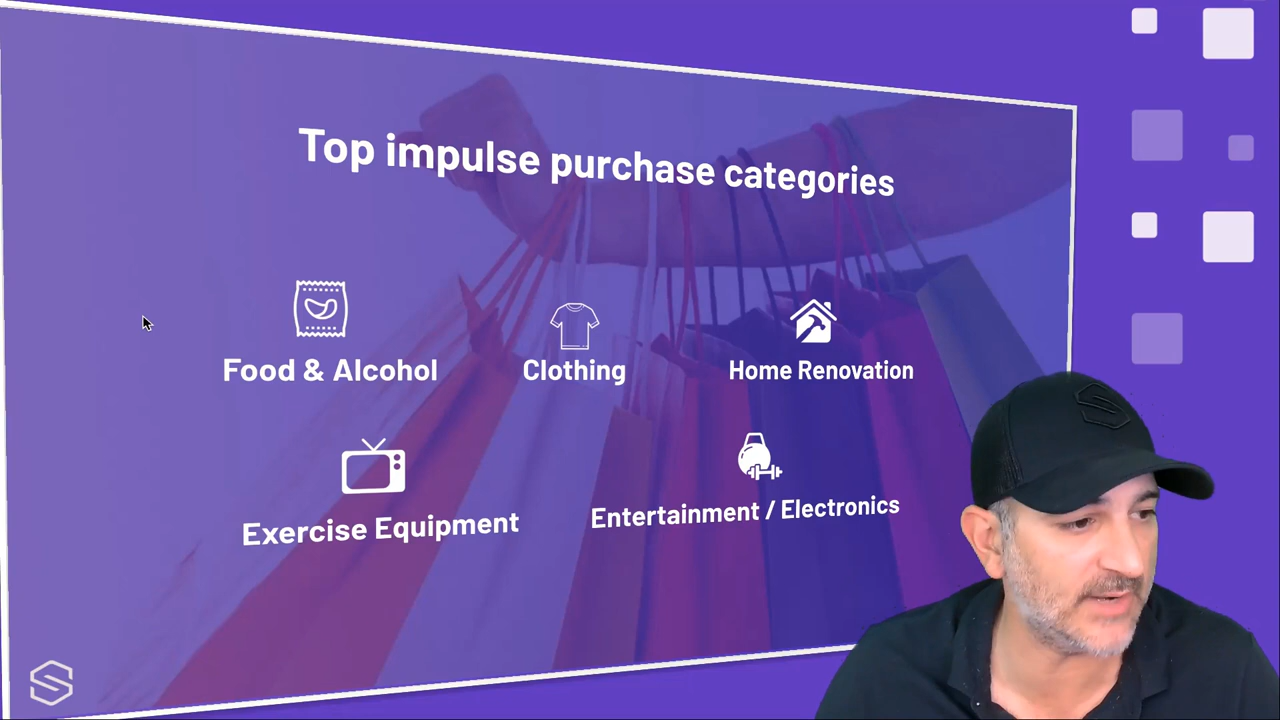 Top impulse purchase categories
Food & Alcohol
Clothing
Home Renovation
Exercise Equipment
Entertainment / Electronics